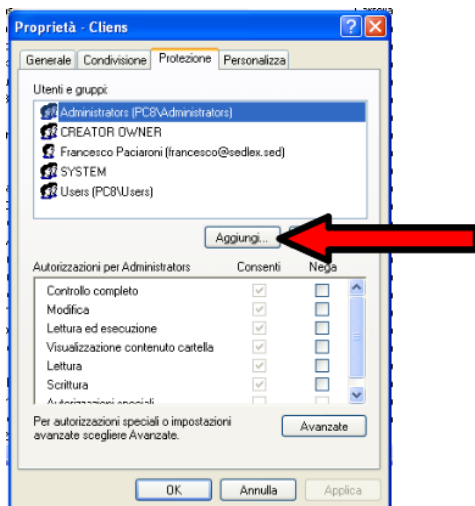 Proprietà - Cliens
Generale Condivisione Protezione Personalizza
Utenti e gruppi:
Administrators (PC8\Administrators)
CREATOR OWNER
Francesco Paciaroni (francesco@sedlex.sed)
SYSTEM
Users (PC8\Users)
Aggiungi...
Autorizzazioni per Administrators Consenti Nega
Controllo completo
Modifica
Lettura ed esecuzione
Visualizzazione contenuto cartella
Lettura
Scrittura
Autorizzazioni speciali
Per autorizzazioni speciali o impostazioni
avanzate scegliere Avanzate.
Avanzate
OK Annulla Applica